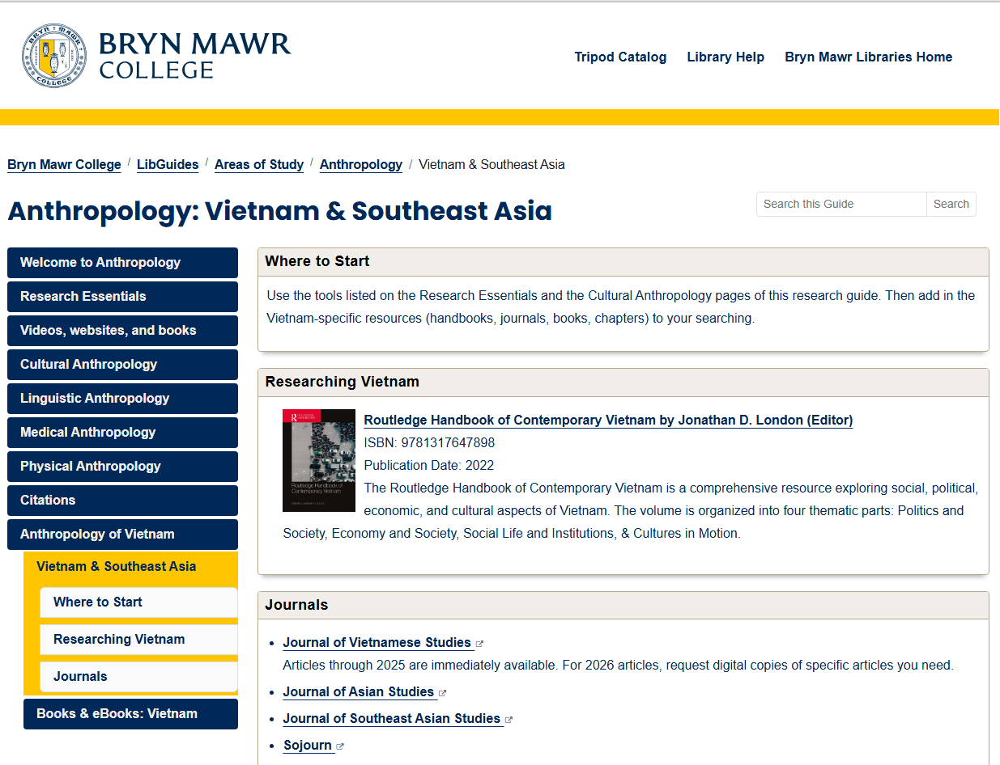 BRYN MAWR
COLLEGE
Tripod Catalog Library Help Bryn Mawr Libraries Home
Bryn Mawr College / LibGuides / Areas of Study / Anthropology / Vietnam & Southeast Asia
Anthropology: Vietnam & Southeast Asia
Search this Guide Search
Welcome to Anthropology
Research Essentials
Videos, websites, and books
Cultural Anthropology
Linguistic Anthropology
Medical Anthropology
Physical Anthropology
Citations
Anthropology of Vietnam
Vietnam & Southeast Asia
Where to Start
Researching Vietnam
Journals
Books & eBooks: Vietnam
Where to Start
Use the tools listed on the Research Essentials and the Cultural Anthropology pages of this research guide. Then add in the
Vietnam-specific resources (handbooks, journals, books, chapters) to your searching.
Researching Vietnam
Routledge Handbook of
Contemporary Vietnam
Routledge Handbook of Contemporary Vietnam by Jonathan D. London (Editor)
ISBN: 9781317647898
Publication Date: 2022
The Routledge Handbook of Contemporary Vietnam is a comprehensive resource exploring social, political,
economic, and cultural aspects of Vietnam. The volume is organized into four thematic parts: Politics and
Society, Economy and Society, Social Life and Institutions, & Cultures in Motion.
Journals
• Journal of Vietnamese Studies
Articles through 2025 are immediately available. For 2026 articles, request digital copies of specific articles you need.
• Journal of Asian Studies
• Journal of Southeast Asian Studies
• Sojourn